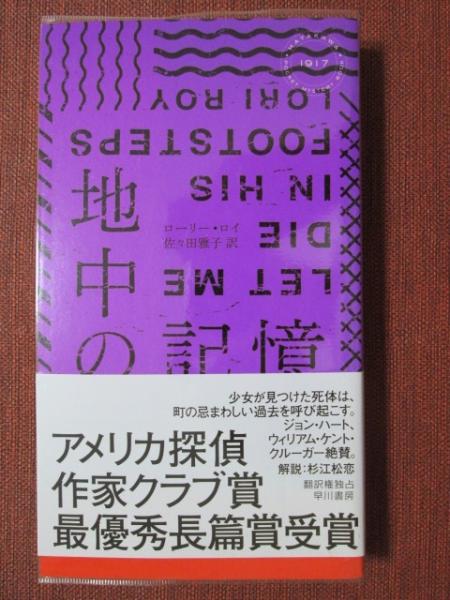 HAYAKAWA
POCKET MYSTERY BOOK
1917
LORI ROY
FOOTSTEPS
IN HIS
DIE
LET ME
地中の記憶
ローリー・ロイ
佐々田雅子 訳
少女が見つけた死体は、
町の忌まわしい過去を呼び起こす。
ジョン・ハート、
ウィリアム・ケント・
クルーガー絶賛。
解説:杉江松恋
翻訳権独占
早川書房
アメリカ探偵
作家クラブ賞
最優秀長篇賞受賞